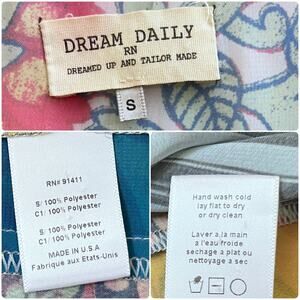 DREAM DAILY
RN
DREAMED UP AND TAILOR MADE
S
RN# 91411
S/ 100% Polyester
C1/ 100% Polyester
S/ 100% Polyester
C1/ 100% Polyester
MADE IN U.S.A
Fabrique aux Etats-Unis
Hand wash cold
lay flat to dry
or dry clean
Laver a,la main
a l'eau froide
sechage a plat ou
nettoyage a sec